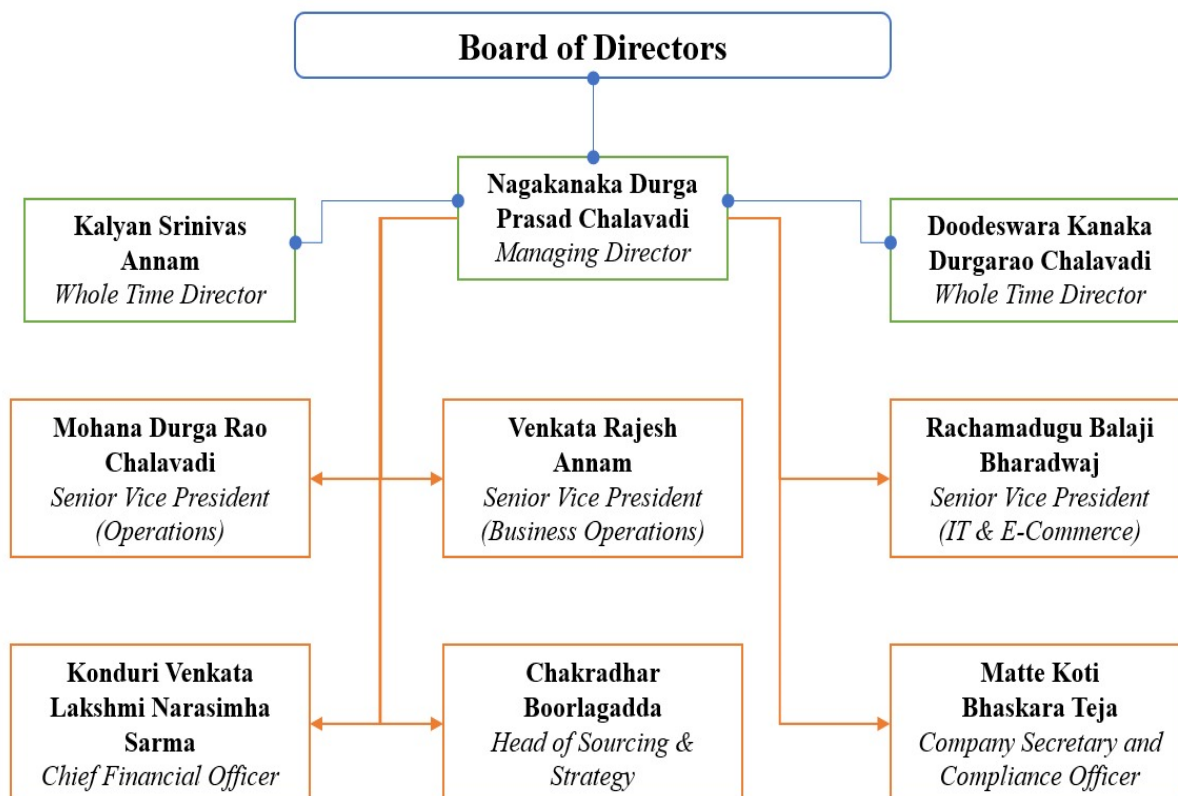 Board of Directors
Nagakanaka Durga
Prasad Chalavadi
Managing Director
Kalyan Srinivas
Annam
Whole Time Director
Doodeswara Kanaka
Durgarao Chalavadi
Whole Time Director
Mohana Durga Rao
Chalavadi
Senior Vice President
(Operations)
Venkata Rajesh
Annam
Senior Vice President
(Business Operations)
Rachamadugu Balaji
Bharadwaj
Senior Vice President
(IT & E-Commerce)
Konduri Venkata
Lakshmi Narasimha
Sarma
Chief Financial Officer
Chakradhar
Boorlagadda
Head of Sourcing &
Strategy
Matte Koti
Bhaskara Teja
Company Secretary and
Compliance Officer